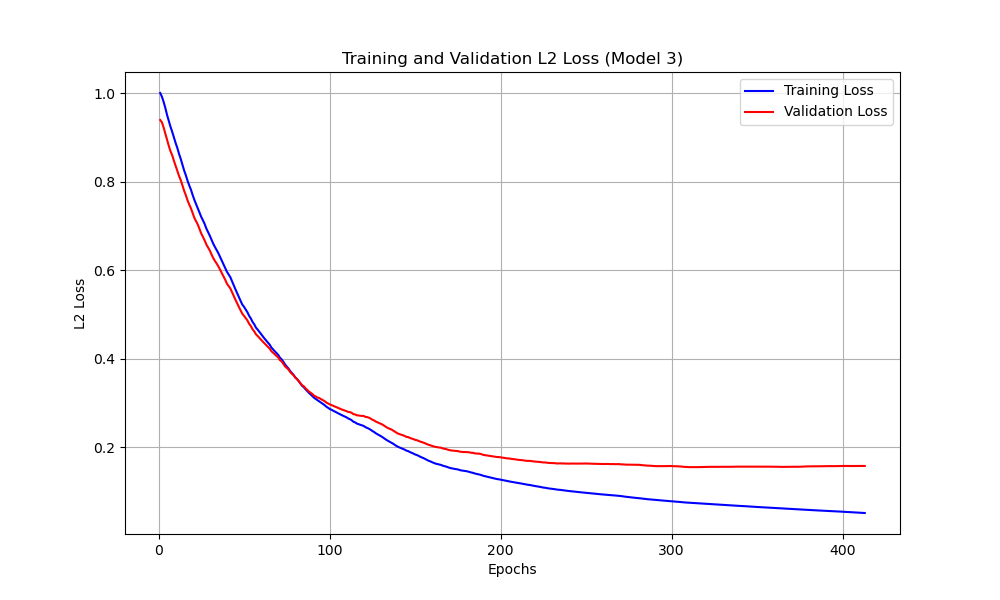 Training and Validation L2 Loss (Model 3)
Training Loss
Validation Loss
1.0
0.8
0.6
0.4
0.2
L2 Loss
0 100 200 300 400
Epochs